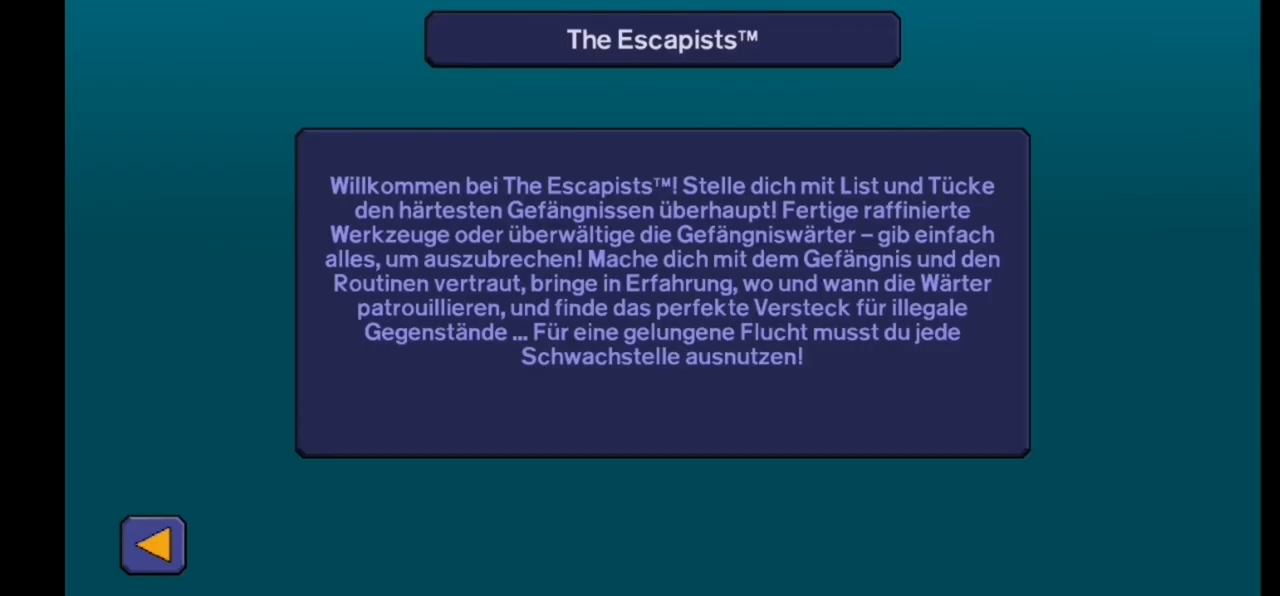 The Escapists™
Willkommen bei The Escapists™! Stelle dich mit List und Tücke
den härtesten Gefängnissen überhaupt! Fertige raffinierte
Werkzeuge oder überwältige die Gefängniswärter – gib einfach
alles, um auszubrechen! Mache dich mit dem Gefängnis und den
Routinen vertraut, bringe in Erfahrung, wo und wann die Wärter
patrouillieren, und finde das perfekte Versteck für illegale
Gegenstände ... Für eine gelungene Flucht musst du jede
Schwachstelle ausnutzen!